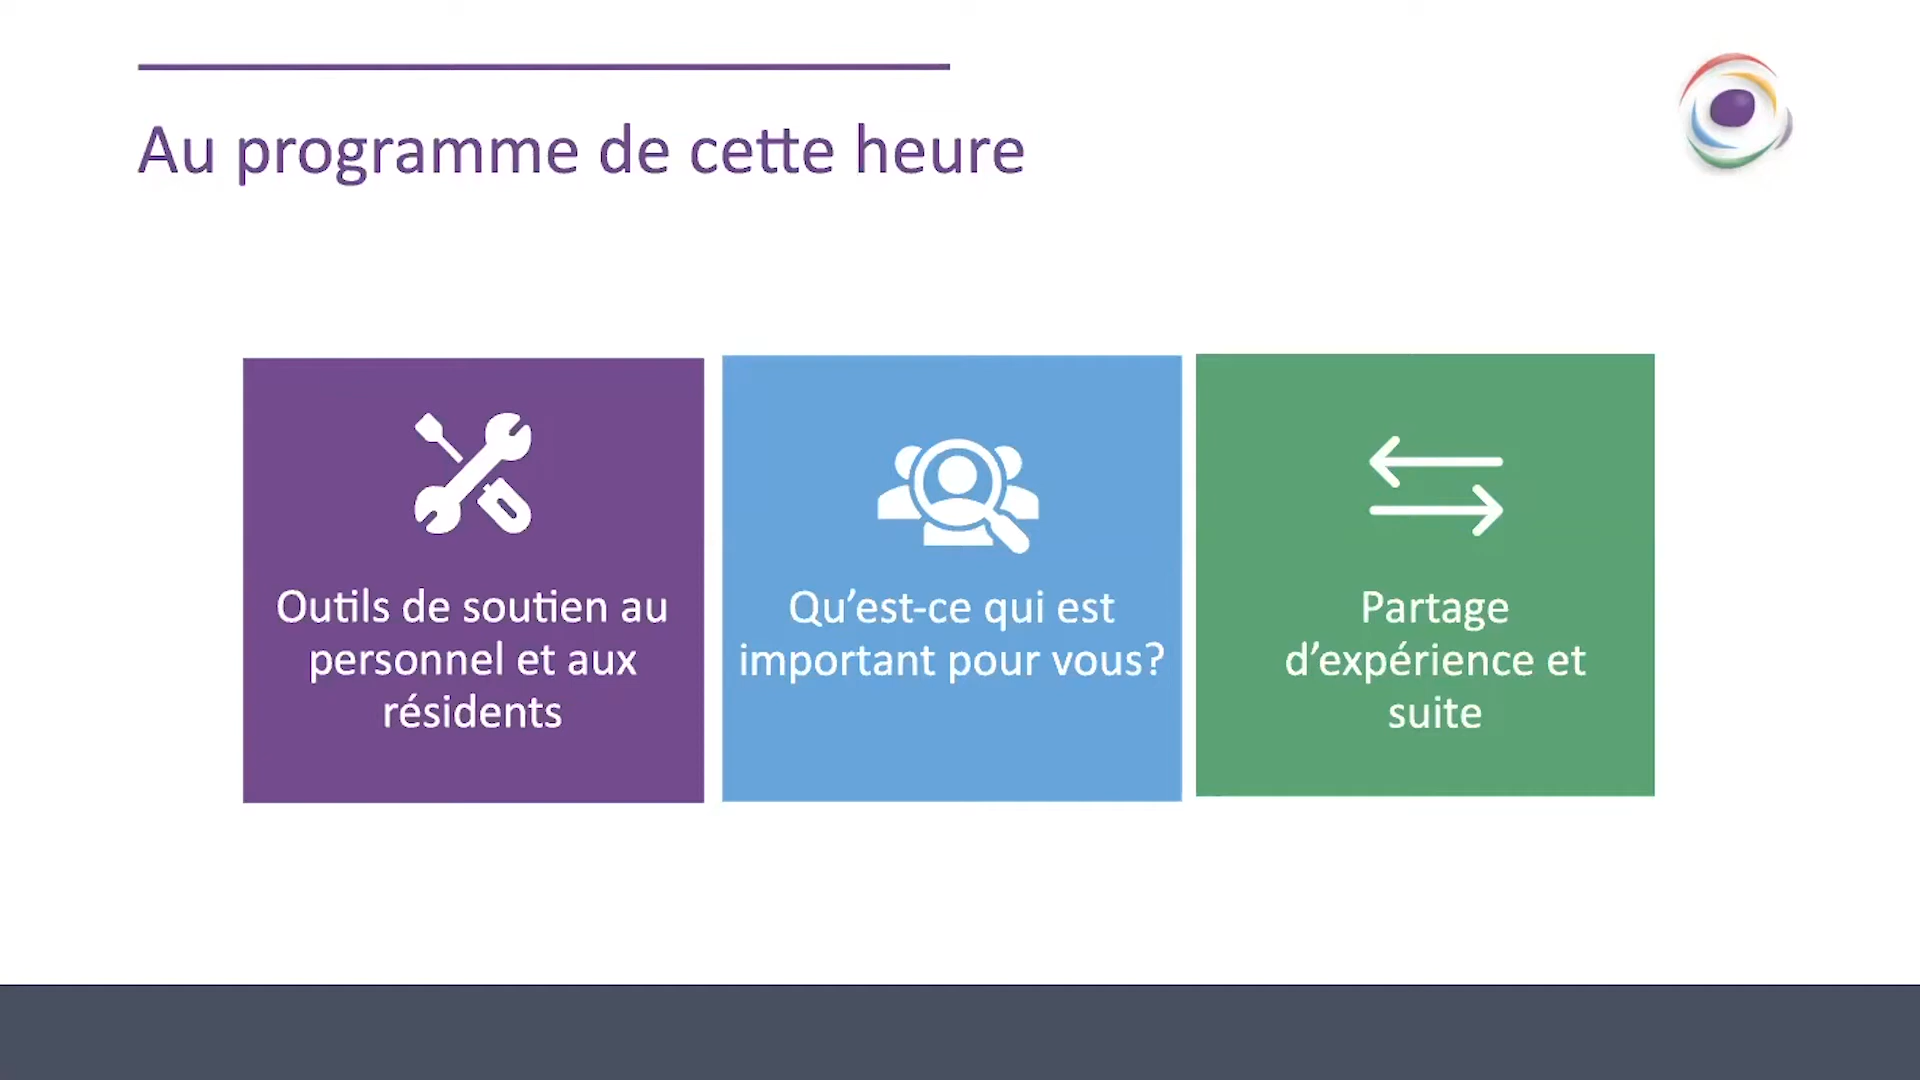 Au programme de cette heure
Outils de soutien au
personnel et aux
résidents
Qu’est-ce qui est
important pour vous?
Partage
d’expérience et
suite